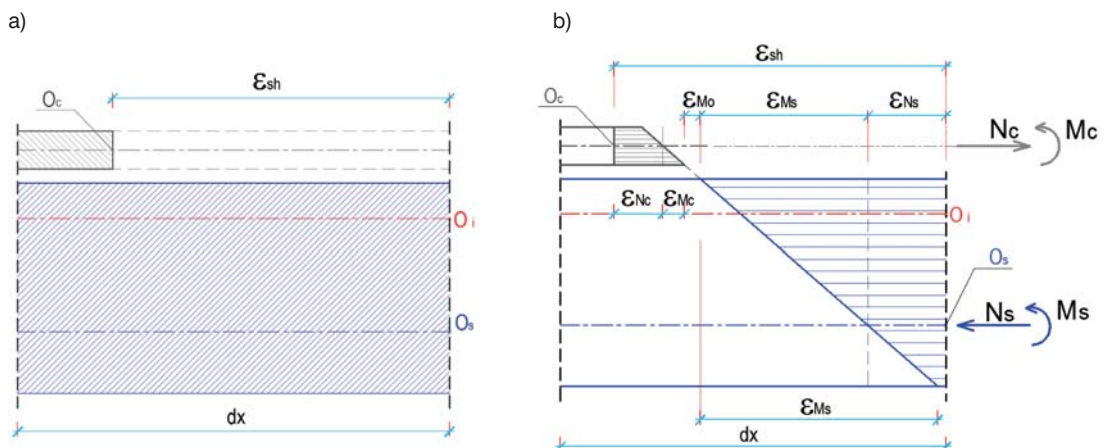 a)
b)
εsh
Oc
Oi
Os
dx
εsh
Oc
εMo
εMs
εNs
Nc
Mc
εNc
εMc
Oi
Os
Ns
Ms
εMs
dx